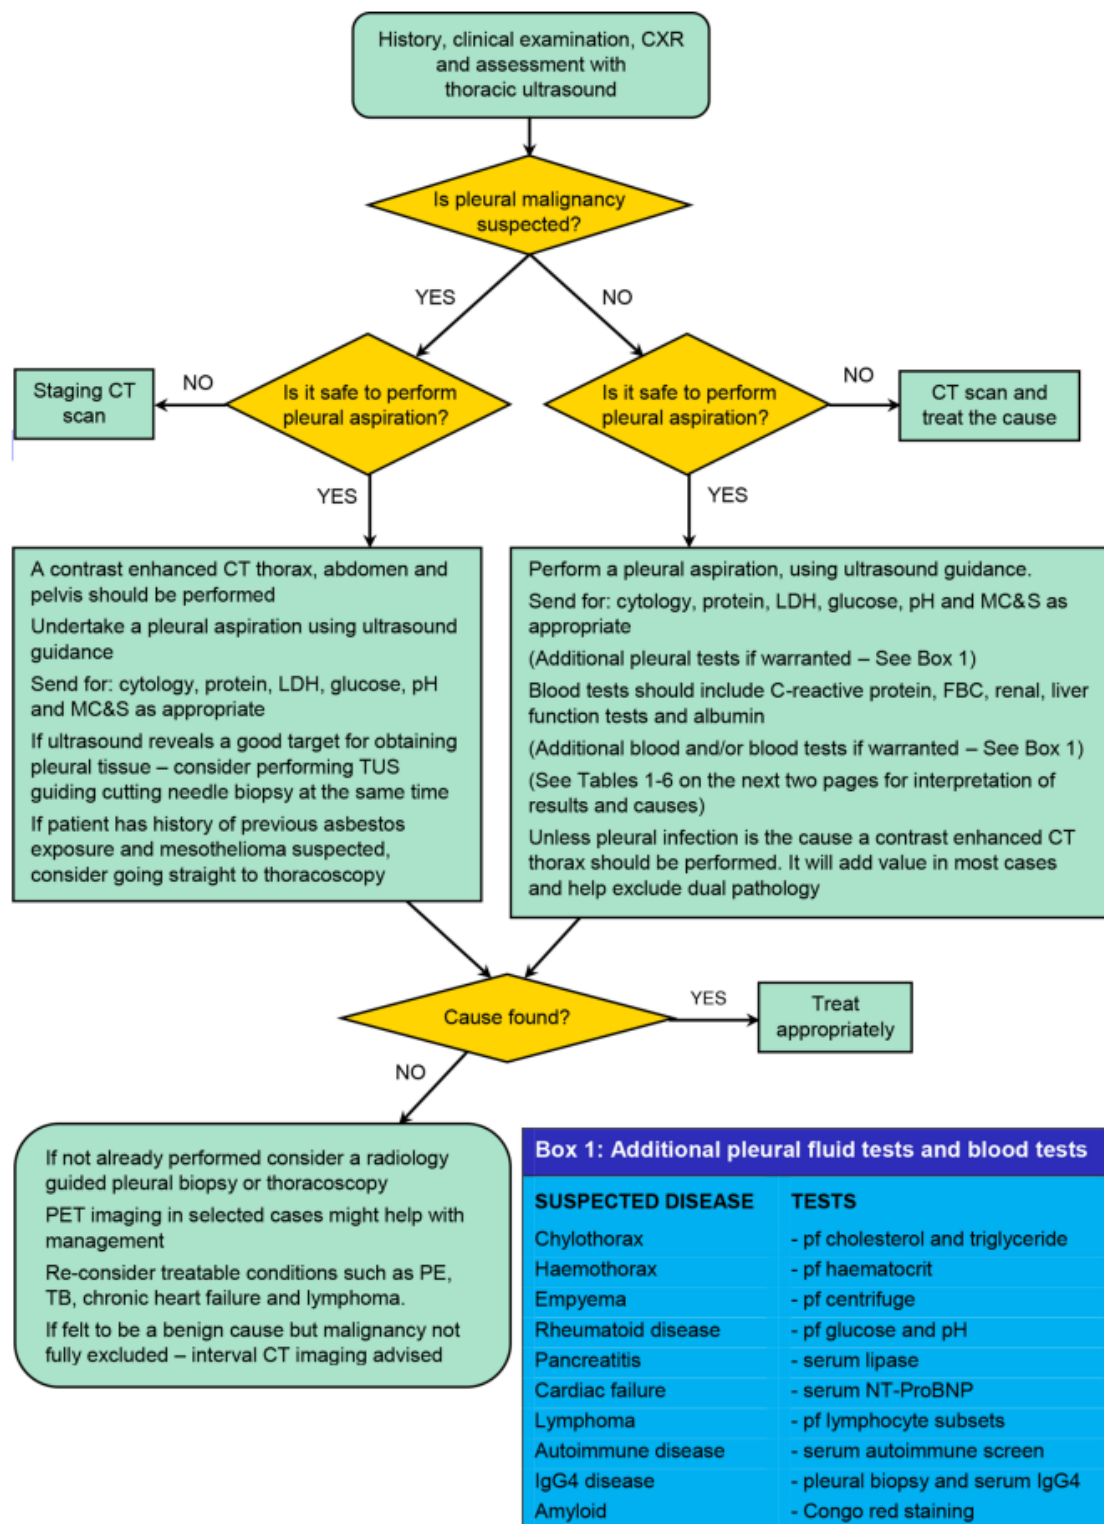 History, clinical examination, CXR
and assessment with
thoracic ultrasound
Is pleural malignancy
suspected?
YES
NO
Staging CT
scan
NO
Is it safe to perform
pleural aspiration?
Is it safe to perform
pleural aspiration?
NO
CT scan and
treat the cause
YES
YES
A contrast enhanced CT thorax, abdomen and
pelvis should be performed
Undertake a pleural aspiration using ultrasound
guidance
Send for: cytology, protein, LDH, glucose, pH
and MC&S as appropriate
If ultrasound reveals a good target for obtaining
pleural tissue – consider performing TUS
guiding cutting needle biopsy at the same time
If patient has history of previous asbestos
exposure and mesothelioma suspected,
consider going straight to thoracoscopy
Perform a pleural aspiration, using ultrasound guidance.
Send for: cytology, protein, LDH, glucose, pH and MC&S as
appropriate
(Additional pleural tests if warranted – See Box 1)
Blood tests should include C-reactive protein, FBC, renal, liver
function tests and albumin
(Additional blood and/or blood tests if warranted – See Box 1)
(See Tables 1-6 on the next two pages for interpretation of
results and causes)
Unless pleural infection is the cause a contrast enhanced CT
thorax should be performed. It will add value in most cases
and help exclude dual pathology
Cause found?
YES
Treat
appropriately
NO
If not already performed consider a radiology
guided pleural biopsy or thoracoscopy
PET imaging in selected cases might help with
management
Re-consider treatable conditions such as PE,
TB, chronic heart failure and lymphoma.
If felt to be a benign cause but malignancy not
fully excluded – interval CT imaging advised
Box 1: Additional pleural fluid tests and blood tests
SUSPECTED DISEASE TESTS
Chylothorax - pf cholesterol and triglyceride
Haemothorax - pf haematocrit
Empyema - pf centrifuge
Rheumatoid disease - pf glucose and pH
Pancreatitis - serum lipase
Cardiac failure - serum NT-ProBNP
Lymphoma - pf lymphocyte subsets
Autoimmune disease - serum autoimmune screen
IgG4 disease - pleural biopsy and serum IgG4
Amyloid - Congo red staining